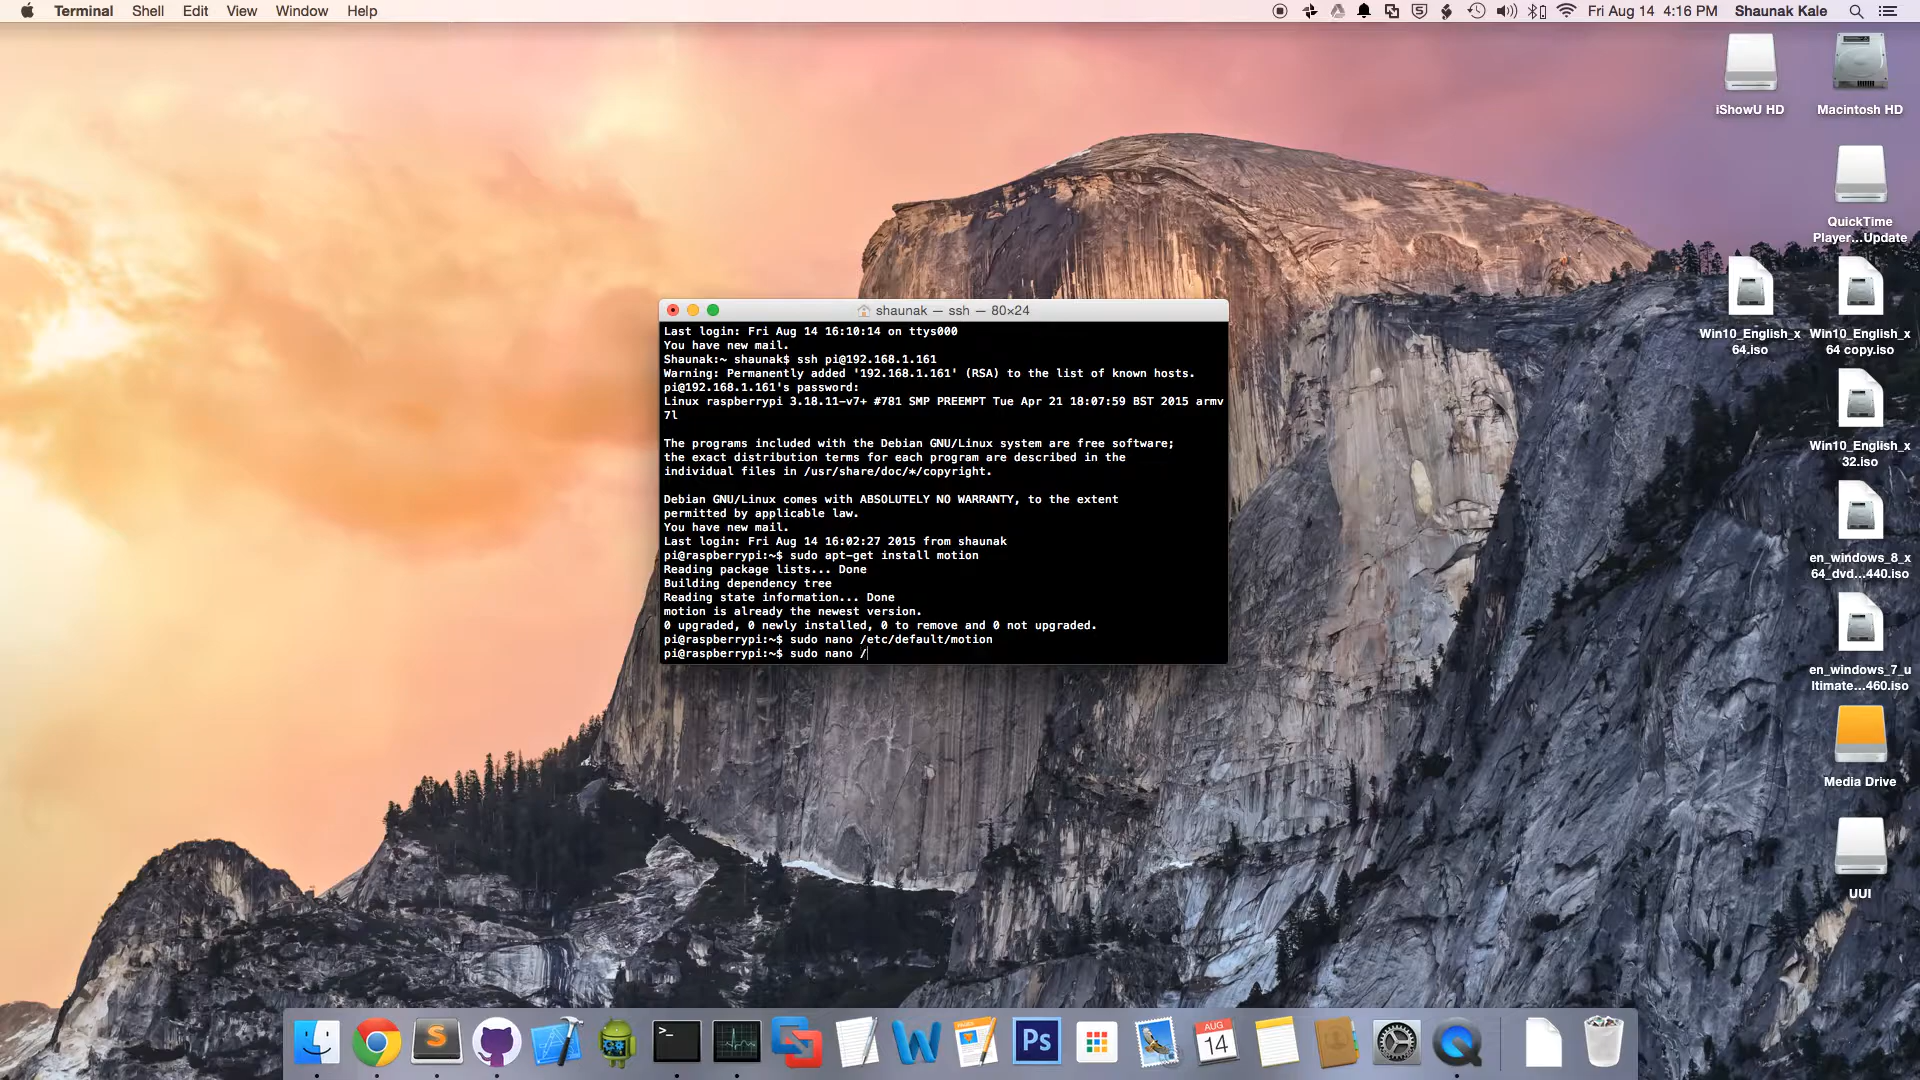 Terminal Shell Edit View Window Help
Fri Aug 14 4:16 PM Shaunak Kale
iShowU HD
Macintosh HD
QuickTime
Player...Update
Win10_English_x
64.iso
Win10_English_x
64 copy.iso
Win10_English_x
32.iso
en_windows_8_x
64_dvd...440.iso
en_windows_7_u
ltimate...460.iso
Media Drive
UUI
shaunak — ssh — 80×24
Last login: Fri Aug 14 16:10:14 on ttys000
You have new mail.
Shaunak:~ shaunak$ ssh pi@192.168.1.161
Warning: Permanently added '192.168.1.161' (RSA) to the list of known hosts.
pi@192.168.1.161's password:
Linux raspberrypi 3.18.11-v7+ #781 SMP PREEMPT Tue Apr 21 18:07:59 BST 2015 armv
7l
The programs included with the Debian GNU/Linux system are free software;
the exact distribution terms for each program are described in the
individual files in /usr/share/doc/*/copyright.
Debian GNU/Linux comes with ABSOLUTELY NO WARRANTY, to the extent
permitted by applicable law.
You have new mail.
Last login: Fri Aug 14 16:02:27 2015 from shaunak
pi@raspberrypi:~$ sudo apt-get install motion
Reading package lists... Done
Building dependency tree
Reading state information... Done
motion is already the newest version.
0 upgraded, 0 newly installed, 0 to remove and 0 not upgraded.
pi@raspberrypi:~$ sudo nano /etc/default/motion
pi@raspberrypi:~$ sudo nano /
S
>_
W
Ps
AUG
14